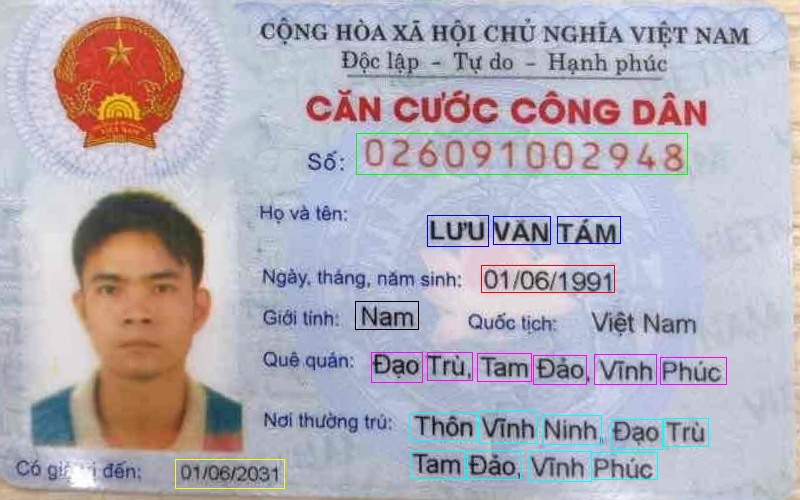 CỘNG HÒA XÃ HỘI CHỦ NGHĨA VIỆT NAM
Độc lập - Tự do - Hạnh phúc
CĂN CƯỚC CÔNG DÂN
Số: 026091002948
Họ và tên:
LƯU VĂN TÁM
Ngày, tháng, năm sinh: 01/06/1991
Giới tính: Nam Quốc tịch: Việt Nam
Quê quán: Đạo Trù, Tam Đảo, Vĩnh Phúc
Nơi thường trú: Thôn Vĩnh Ninh, Đạo Trù
Tam Đảo, Vĩnh Phúc
Có giá trị đến: 01/06/2031